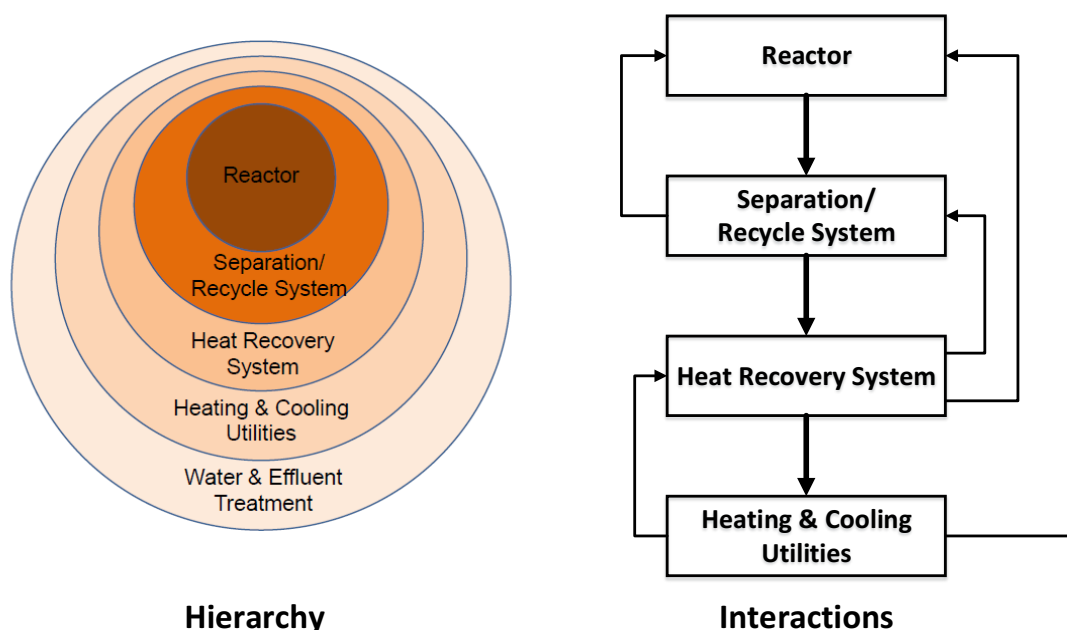 Reactor
Separation/
Recycle System
Heat Recovery
System
Heating & Cooling
Utilities
Water & Effluent
Treatment
Hierarchy
Reactor
Separation/
Recycle System
Heat Recovery System
Heating & Cooling
Utilities
Interactions